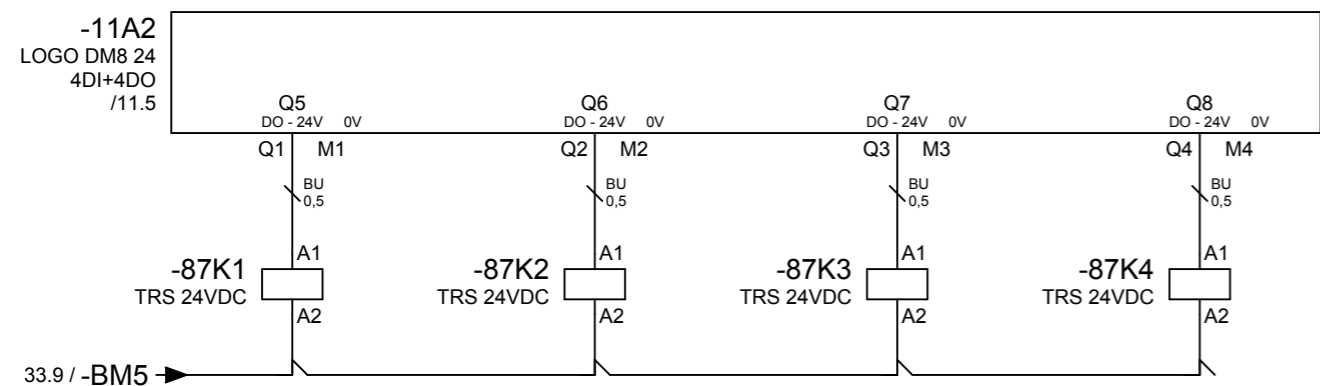 -11A2
LOGO DM8 24
4DI+4DO
/11.5
Q5 Q6 Q7 Q8
DO - 24V 0V DO - 24V 0V DO - 24V 0V DO - 24V 0V
Q1 M1 Q2 M2 Q3 M3 Q4 M4
BU BU BU BU
0,5 0,5 0,5 0,5
A1 A1 A1 A1
-87K1 -87K2 -87K3 -87K4
TRS 24VDC TRS 24VDC TRS 24VDC TRS 24VDC
A2 A2 A2 A2
33.9 / -BM5